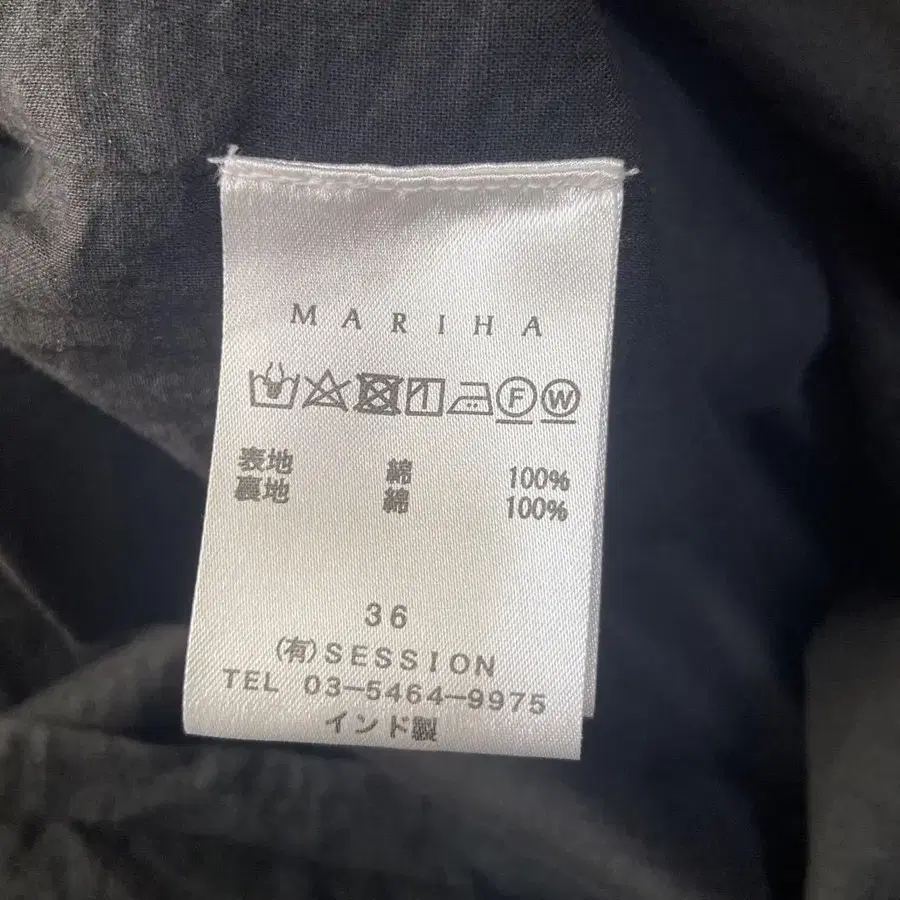 MARIHA
F W
表地 綿 100%
裏地 綿 100%
36
(有)SESSION
TEL 03-5464-9975
インド製